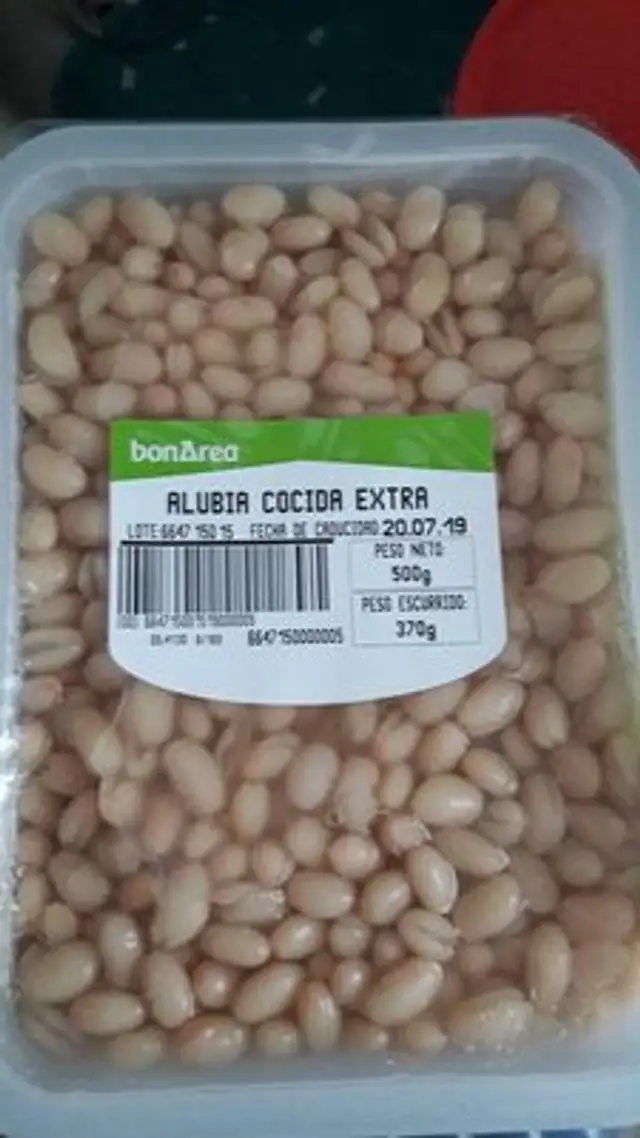 bonÀrea
ALUBIA COCIDA EXTRA
LOTE: 6647 150 15 FECHA DE CADUCIDAD: 20.07.19
PESO NETO:
500g
PESO ESCURRIDO:
370g
6647150000005